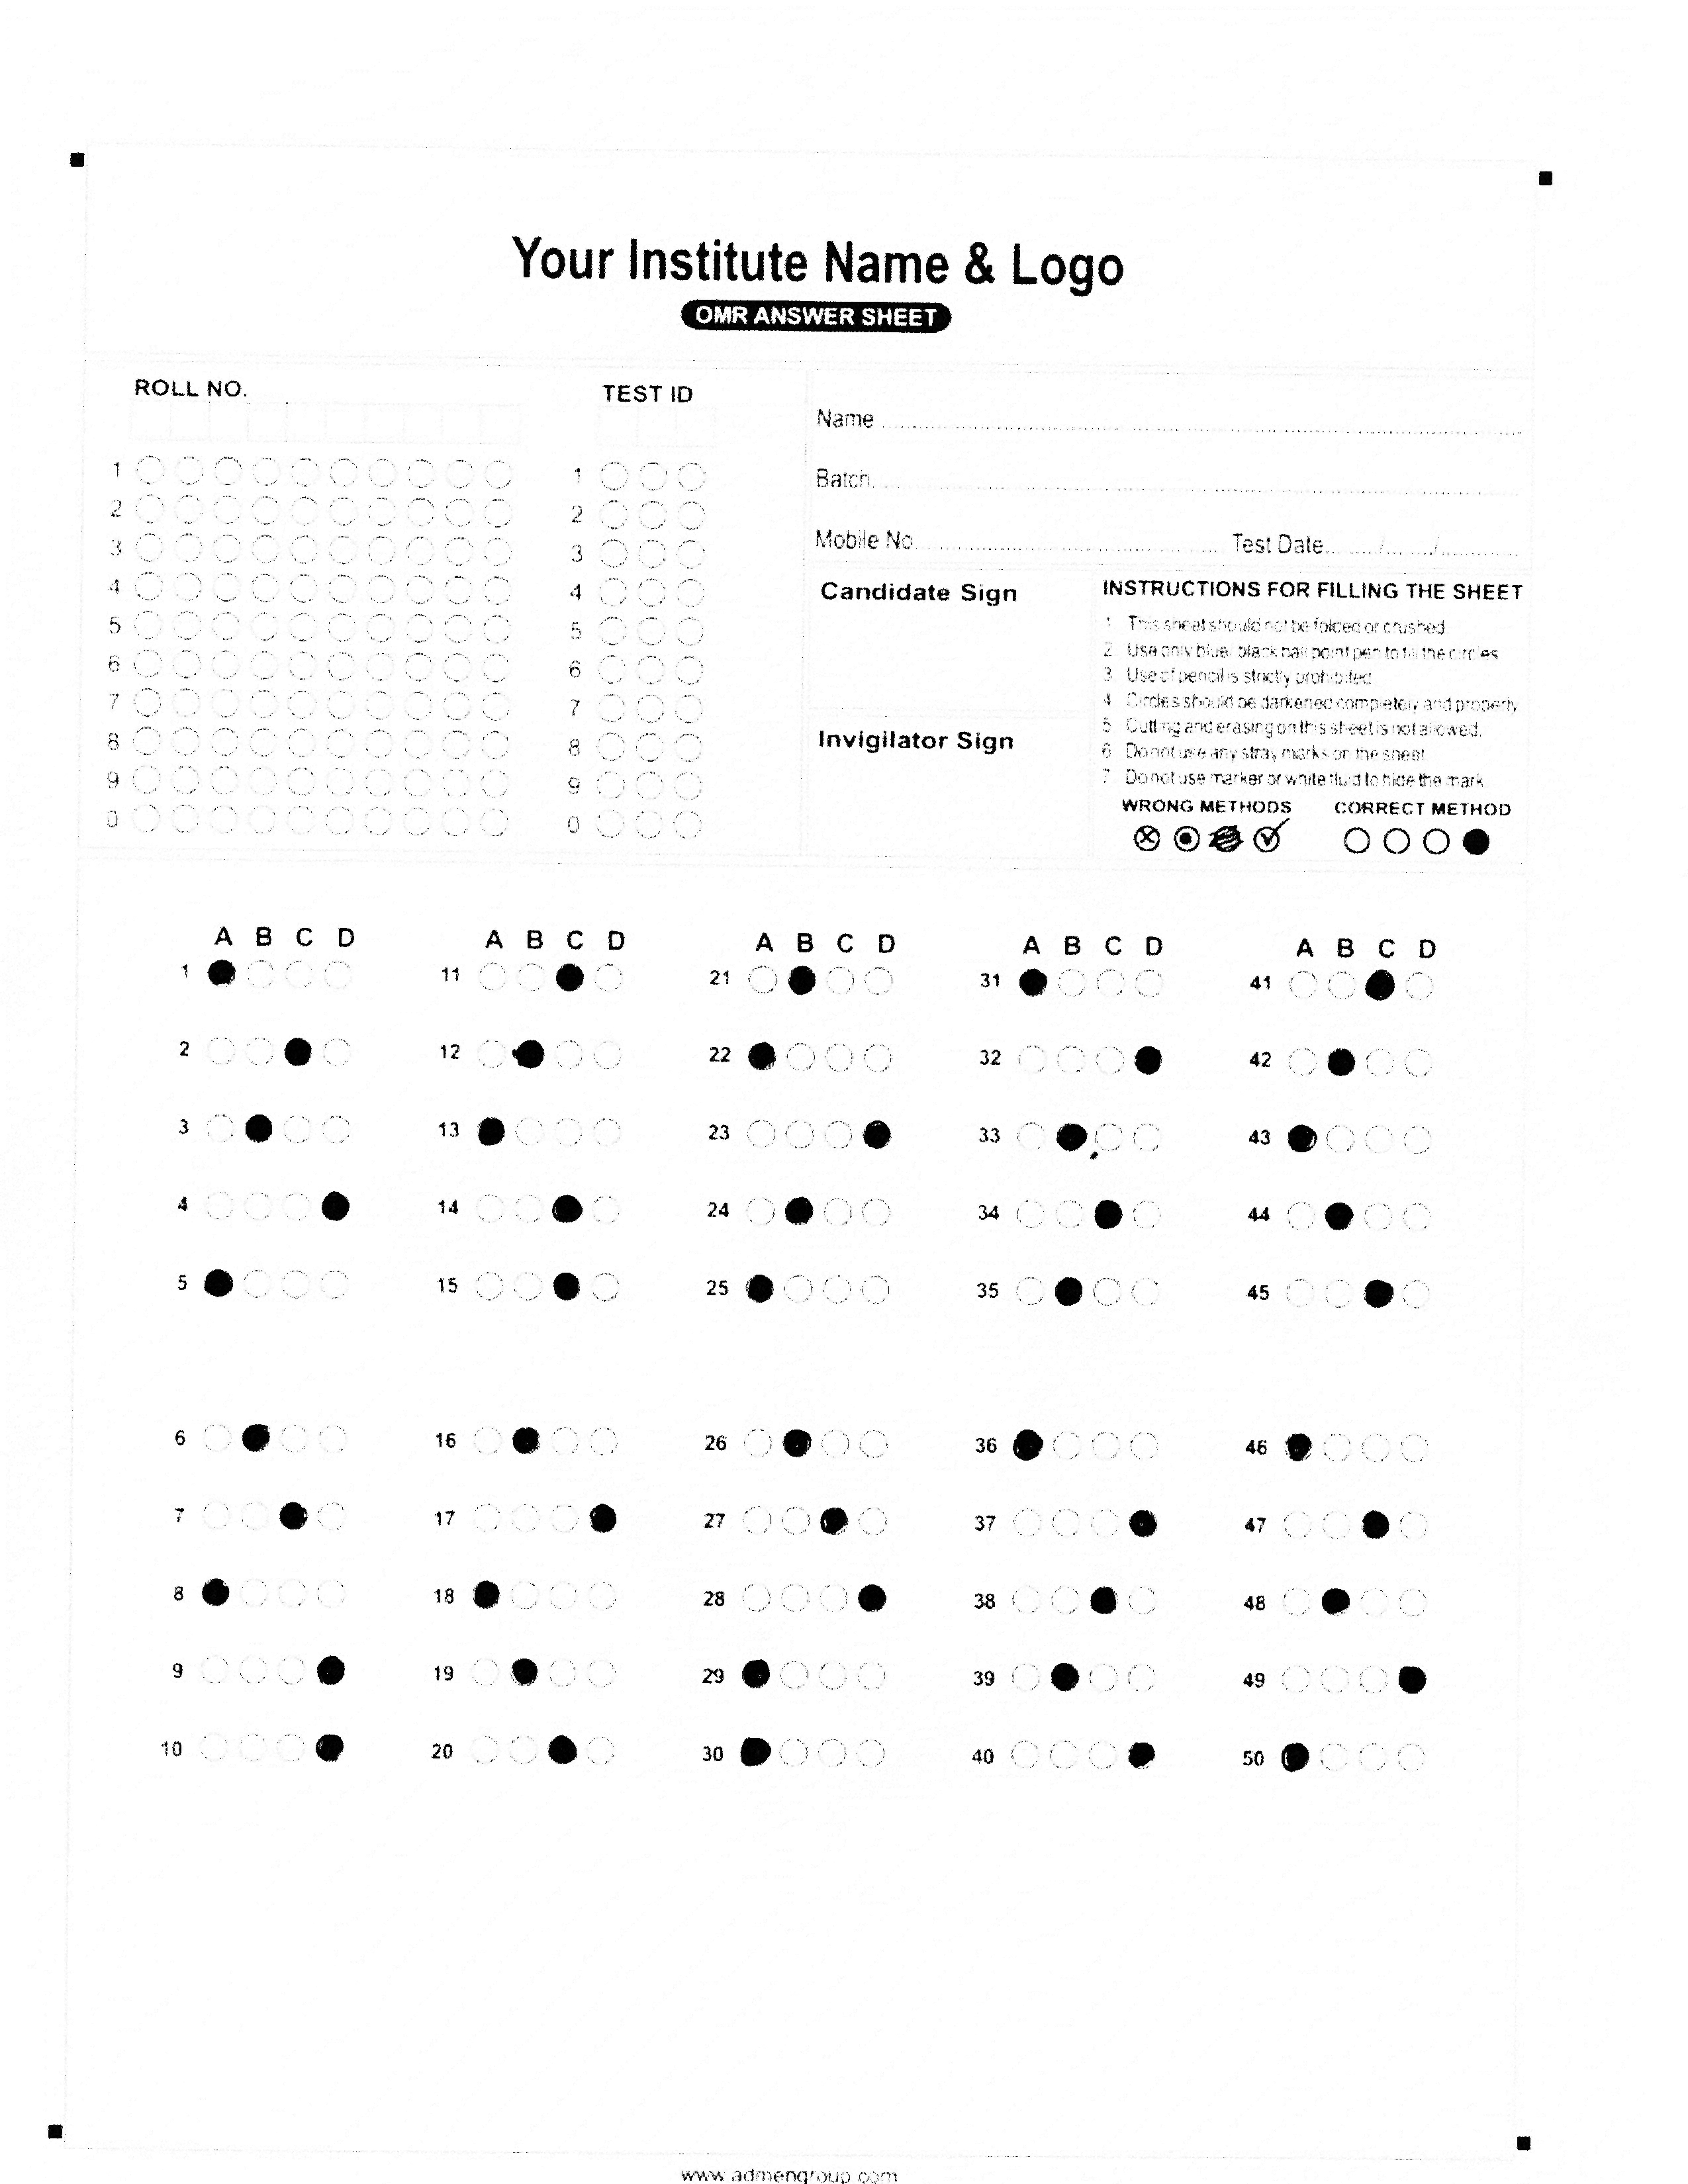 Your Institute Name & Logo
OMR ANSWER SHEET
ROLL NO.
TEST ID
1
2
3
4
5
6
7
8
9
0
1
2
3
4
5
6
7
8
9
0
Name
Batch
Mobile No. Test Date / /
Candidate Sign
Invigilator Sign
INSTRUCTIONS FOR FILLING THE SHEET
1 This sheet should not be folded or crushed
2 Use only blue/ black ball point pen to fill the circles
3 Use of pencil is strictly prohibited
4 Circles should be darkened completely and properly
5 Cutting and erasing on this sheet is not allowed.
6 Do not use any stray marks on the sheet
7 Do not use marker or white fluid to hide the mark
WRONG METHODS CORRECT METHOD
A B C D A B C D A B C D A B C D A B C D
1 11 21 31 41
2 12 22 32 42
3 13 23 33 43
4 14 24 34 44
5 15 25 35 45
6 16 26 36 46
7 17 27 37 47
8 18 28 38 48
9 19 29 39 49
10 20 30 40 50
www.admengroup.com